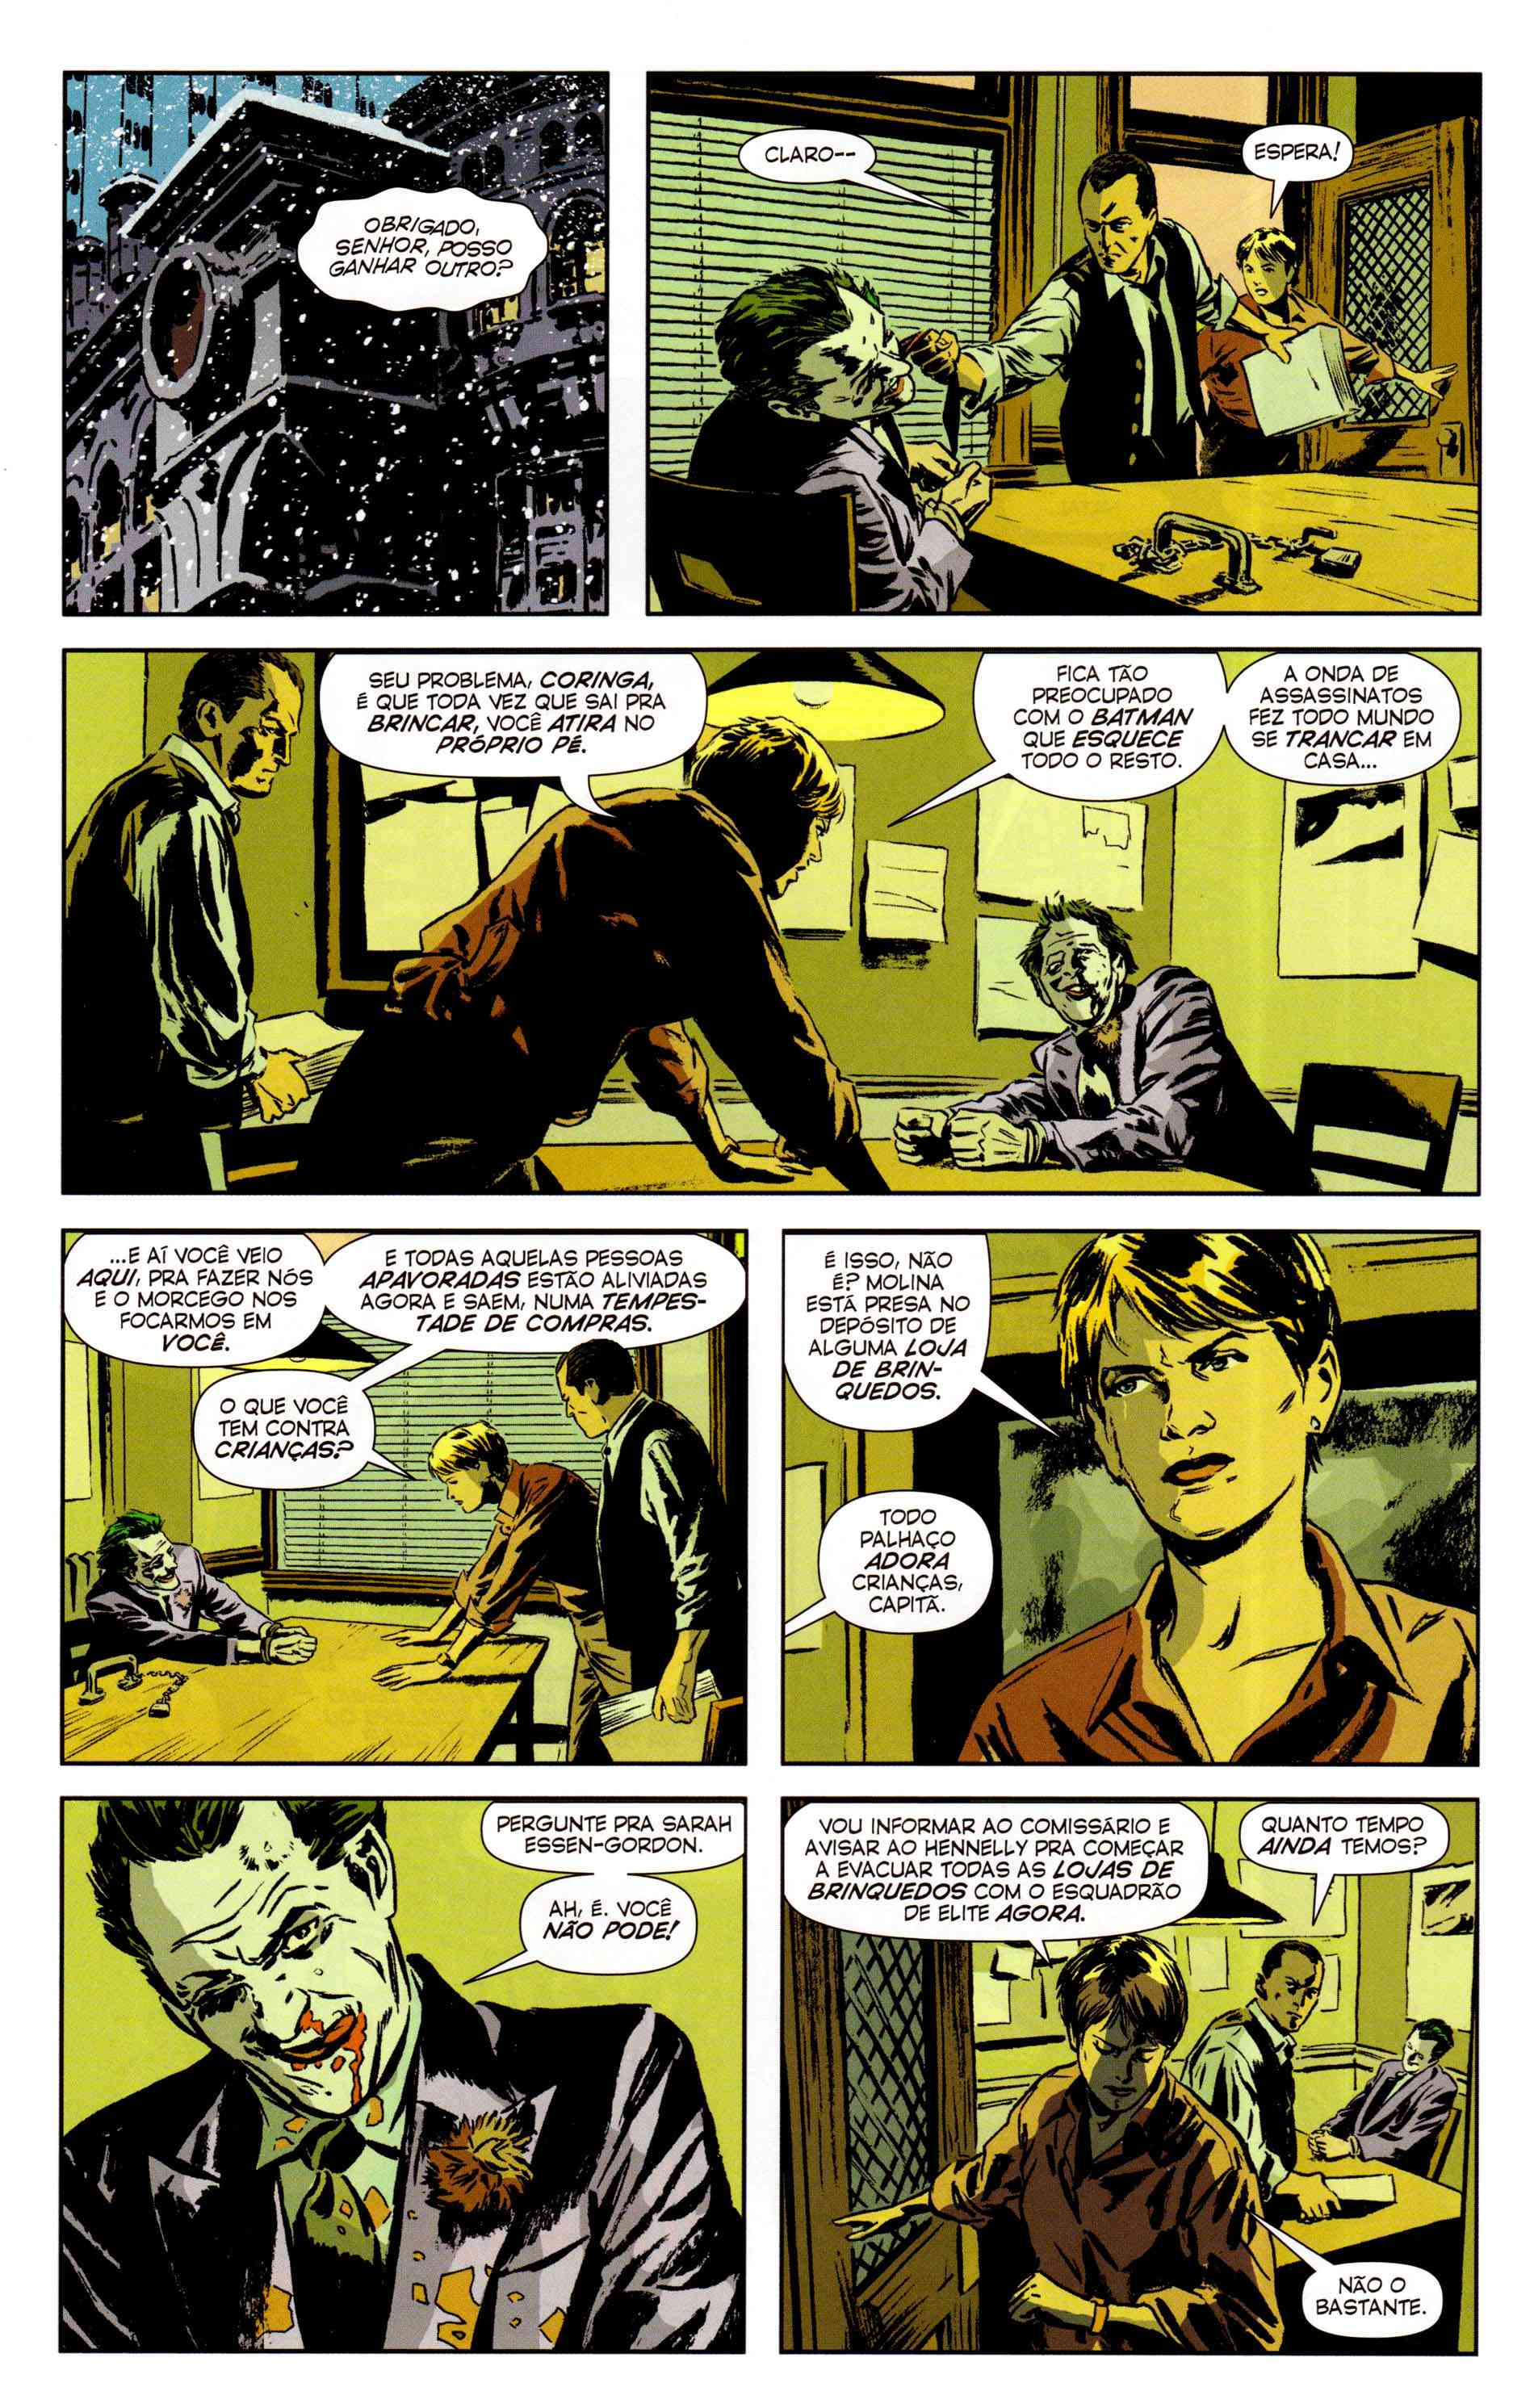 OBRIGADO,
SENHOR, POSSO
GANHAR OUTRO?
CLARO--
ESPERA!
SEU PROBLEMA, CORINGA,
É QUE TODA VEZ QUE SAI PRA
BRINCAR, VOCÊ ATIRA NO
PRÓPRIO PÉ.
FICA TÃO
PREOCUPADO
COM O BATMAN
QUE ESQUECE
TODO O RESTO.
A ONDA DE
ASSASSINATOS
FEZ TODO MUNDO
SE TRANCAR EM
CASA...
...E AÍ VOCÊ VEIO
AQUI, PRA FAZER NÓS
E O MORCEGO NOS
FOCARMOS EM
VOCÊ.
E TODAS AQUELAS PESSOAS
APAVORADAS ESTÃO ALIVIADAS
AGORA E SAEM, NUMA TEMPES-
TADE DE COMPRAS.
O QUE VOCÊ
TEM CONTRA
CRIANÇAS?
É ISSO, NÃO
É? MOLINA
ESTÁ PRESA NO
DEPÓSITO DE
ALGUMA LOJA
DE BRIN-
QUEDOS.
TODO
PALHAÇO
ADORA
CRIANÇAS,
CAPITÃ.
PERGUNTE PRA SARAH
ESSEN-GORDON.
AH, É. VOCÊ
NÃO PODE!
VOU INFORMAR AO COMISSÁRIO E
AVISAR AO HENNELLY PRA COMEÇAR
A EVACUAR TODAS AS LOJAS DE
BRINQUEDOS COM O ESQUADRÃO
DE ELITE AGORA.
QUANTO TEMPO
AINDA TEMOS?
NÃO O
BASTANTE.